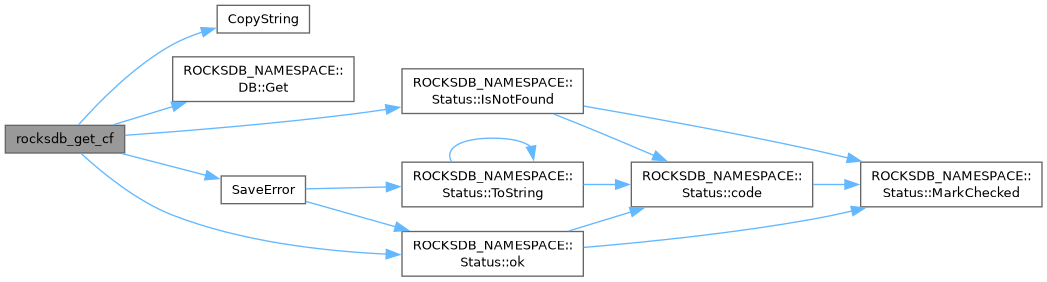 CopyString
ROCKSDB_NAMESPACE::
DB::Get
ROCKSDB_NAMESPACE::
Status::IsNotFound
rocksdb_get_cf
SaveError
ROCKSDB_NAMESPACE::
Status::ToString
ROCKSDB_NAMESPACE::
Status::code
ROCKSDB_NAMESPACE::
Status::MarkChecked
ROCKSDB_NAMESPACE::
Status::ok